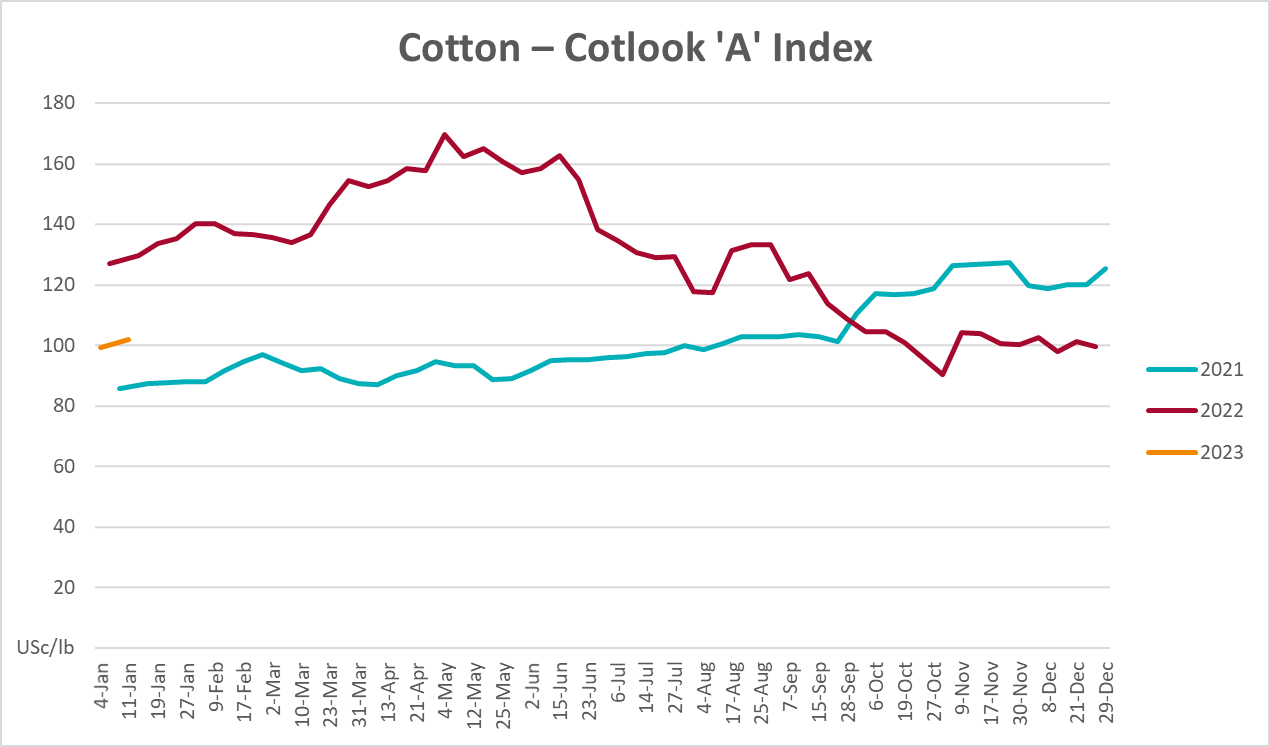 Cotton – Cotlook 'A' Index
180
160
140
120
100
80
60
40
20
USc/lb
4-Jan
11-Jan
19-Jan
27-Jan
9-Feb
17-Feb
2-Mar
10-Mar
23-Mar
31-Mar
13-Apr
21-Apr
4-May
12-May
25-May
2-Jun
15-Jun
23-Jun
6-Jul
14-Jul
27-Jul
4-Aug
17-Aug
25-Aug
7-Sep
15-Sep
28-Sep
6-Oct
19-Oct
27-Oct
9-Nov
17-Nov
30-Nov
8-Dec
21-Dec
29-Dec
2021
2022
2023